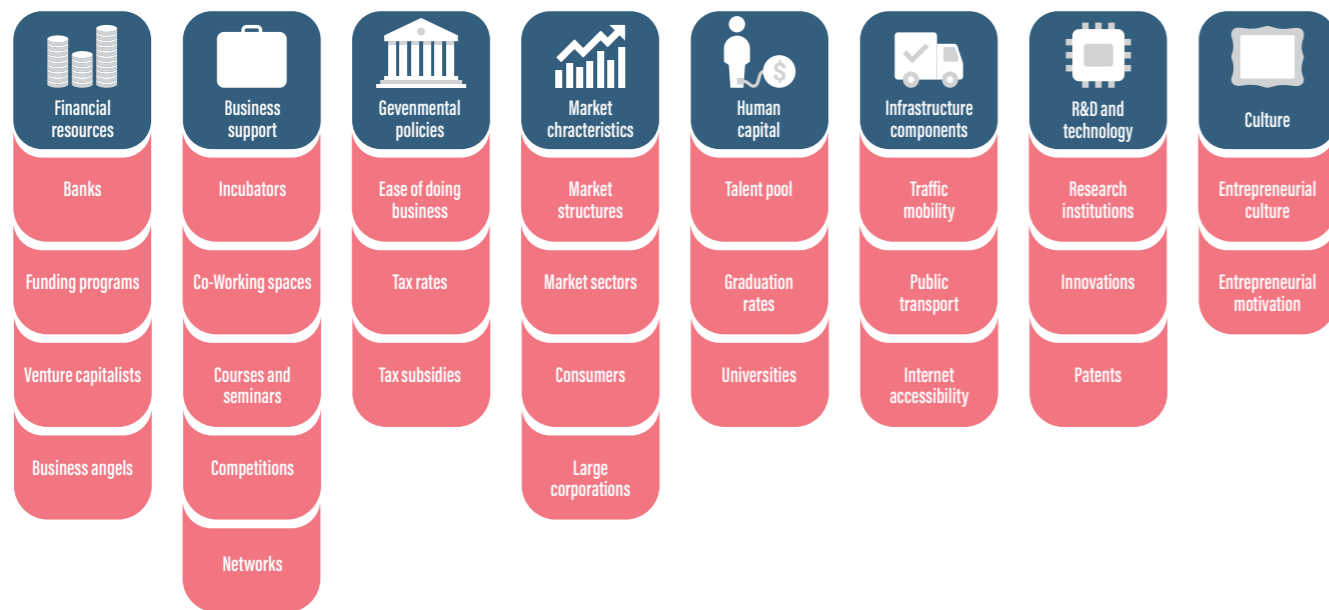 Financial
resources
Banks
Funding programs
Venture capitalists
Business angels
Business
support
Incubators
Co-Working spaces
Courses and
seminars
Competitions
Networks
Gevenmental
policies
Ease of doing
business
Tax rates
Tax subsidies
Market
chracteristics
Market
structures
Market sectors
Consumers
Large
corporations
Human
capital
$
Talent pool
Graduation
rates
Universities
Infrastructure
components
Traffic
mobility
Public
transport
Internet
accessibility
R&D and
technology
Research
institutions
Innovations
Patents
Culture
Entrepreneurial
culture
Entrepreneurial
motivation